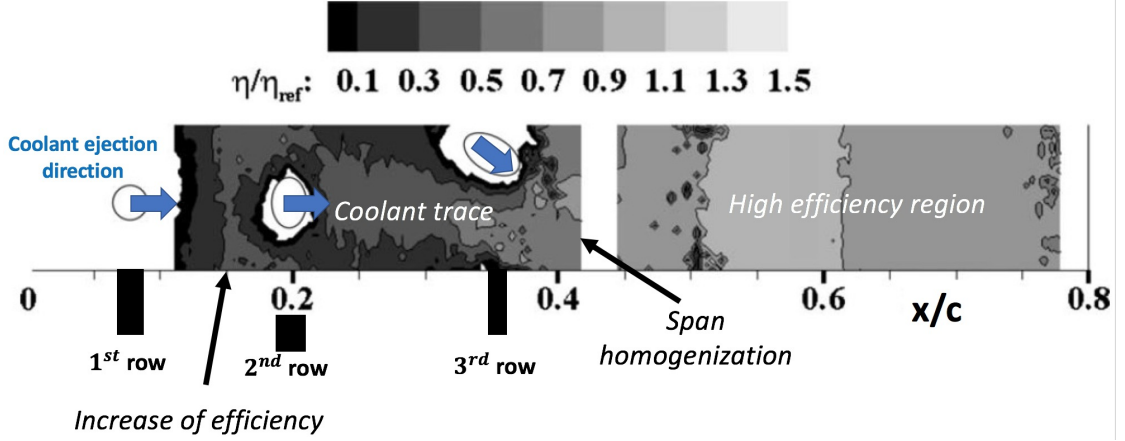 η/ηref: 0.1 0.3 0.5 0.7 0.9 1.1 1.3 1.5
Coolant ejection
direction
Coolant trace
High efficiency region
0 0.2 0.4 0.6 0.8
x/c
1st row
2nd row
3rd row
Span
homogenization
Increase of efficiency